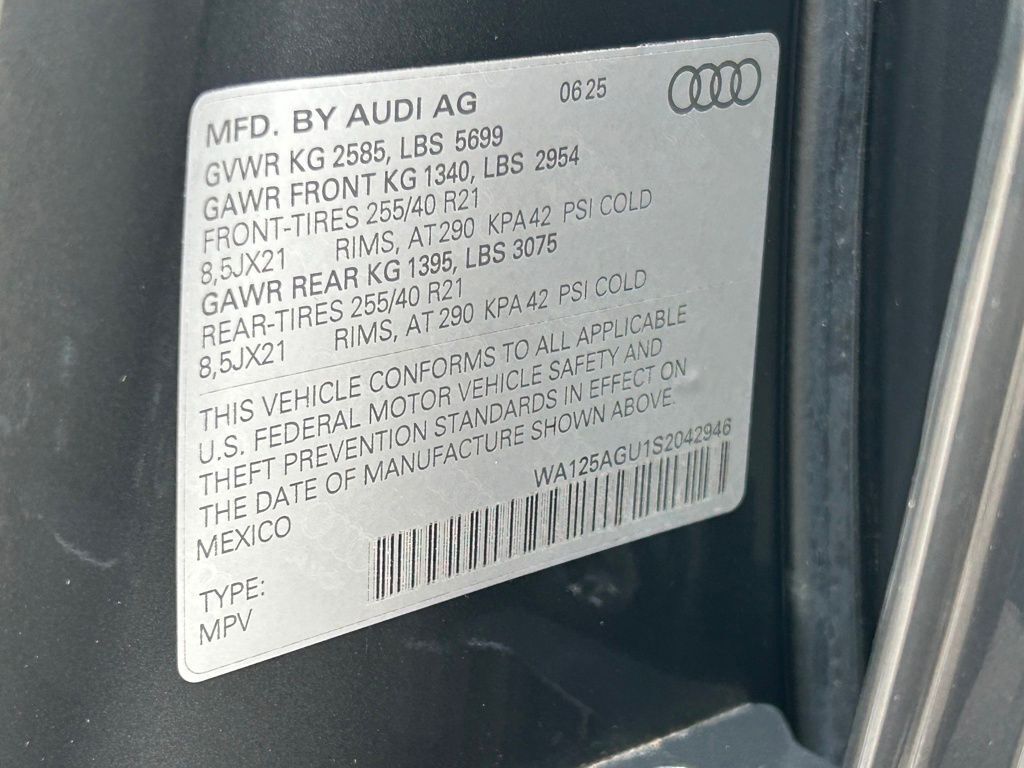 MFD. BY AUDI AG 06 25
GVWR KG 2585, LBS 5699
GAWR FRONT KG 1340, LBS 2954
FRONT-TIRES 255/40 R21
8,5JX21 RIMS, AT 290 KPA 42 PSI COLD
GAWR REAR KG 1395, LBS 3075
REAR-TIRES 255/40 R21
8,5JX21 RIMS, AT 290 KPA 42 PSI COLD
THIS VEHICLE CONFORMS TO ALL APPLICABLE
U.S. FEDERAL MOTOR VEHICLE SAFETY AND
THEFT PREVENTION STANDARDS IN EFFECT ON
THE DATE OF MANUFACTURE SHOWN ABOVE.
MEXICO WA125AGU1S2042946
TYPE:
MPV